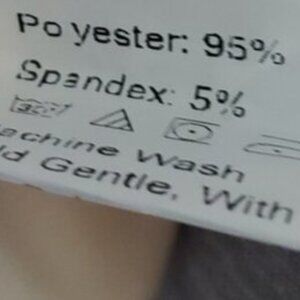 Po yester: 95%
Spandex: 5%
achine Wash
ld Gentle, With